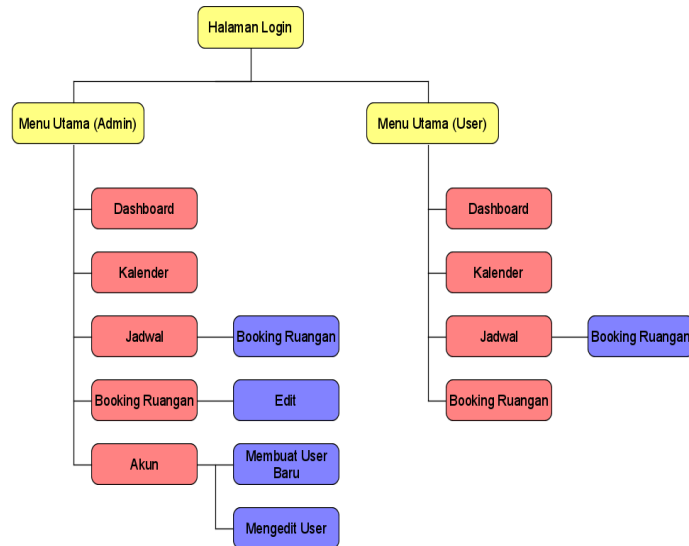 Halaman Login
Menu Utama (Admin)
Menu Utama (User)
Dashboard
Dashboard
Kalender
Kalender
Jadwal
Booking Ruangan
Jadwal
Booking Ruangan
Booking Ruangan
Edit
Booking Ruangan
Akun
Membuat User
Baru
Mengedit User